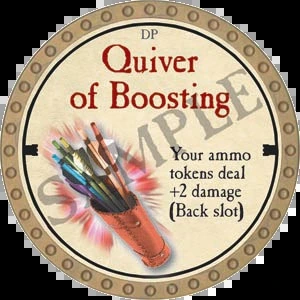 DP
Quiver
of Boosting
SAMPLE
Your ammo
tokens deal
+2 damage
(Back slot)